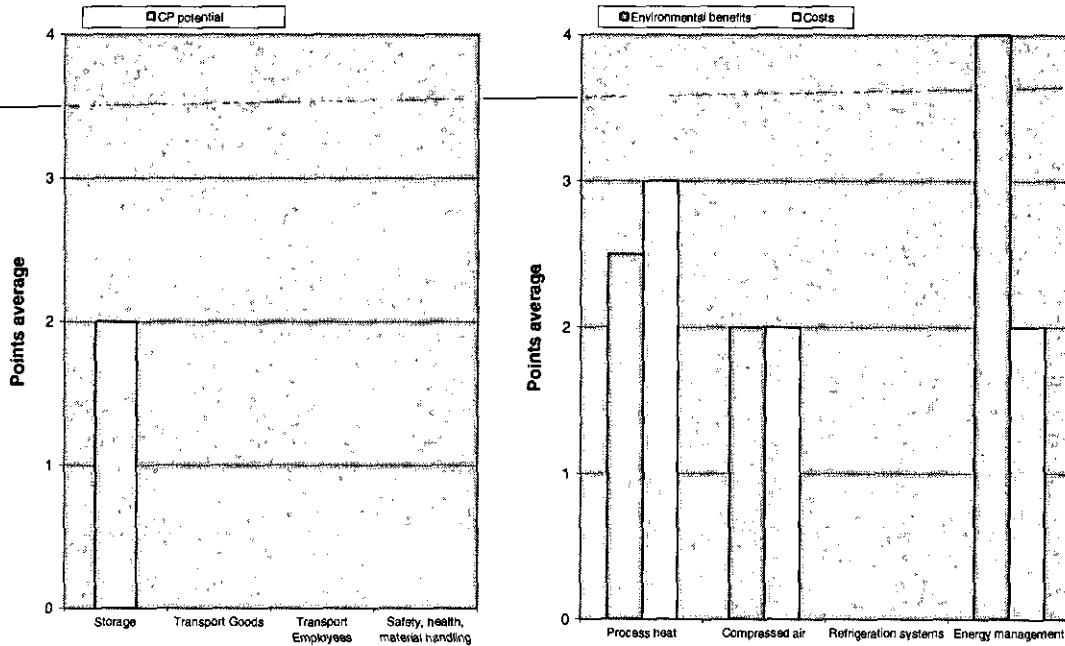 CP potential
4
3
2
1
0
Points average
Storage
Transport Goods
Transport
Employees
Safety, health,
material handling
Environmental benefits
Costs
4
3
2
1
0
Points average
Process heat
Compressed air
Refrigeration systems
Energy management